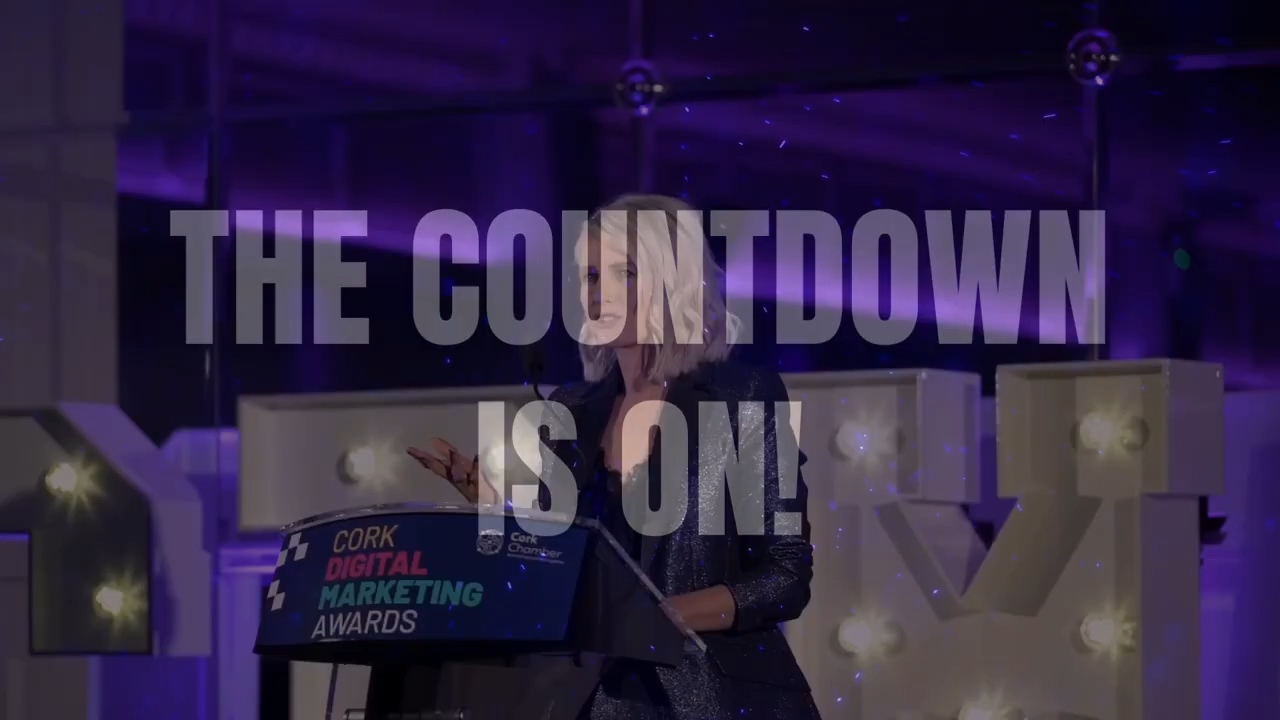 THE COUNTDOWN
IS ON!
CORK
DIGITAL
MARKETING
AWARDS
Cork
Chamber